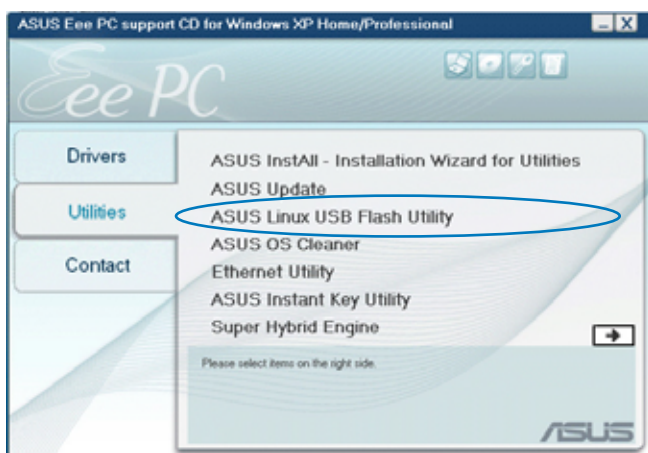 ASUS Eee PC support CD for Windows XP Home/Professional
Eee PC
Drivers
Utilities
Contact
ASUS InstAll - Installation Wizard for Utilities
ASUS Update
ASUS Linux USB Flash Utility
ASUS OS Cleaner
Ethernet Utility
ASUS Instant Key Utility
Super Hybrid Engine
Please select items on the right side.
ASUS